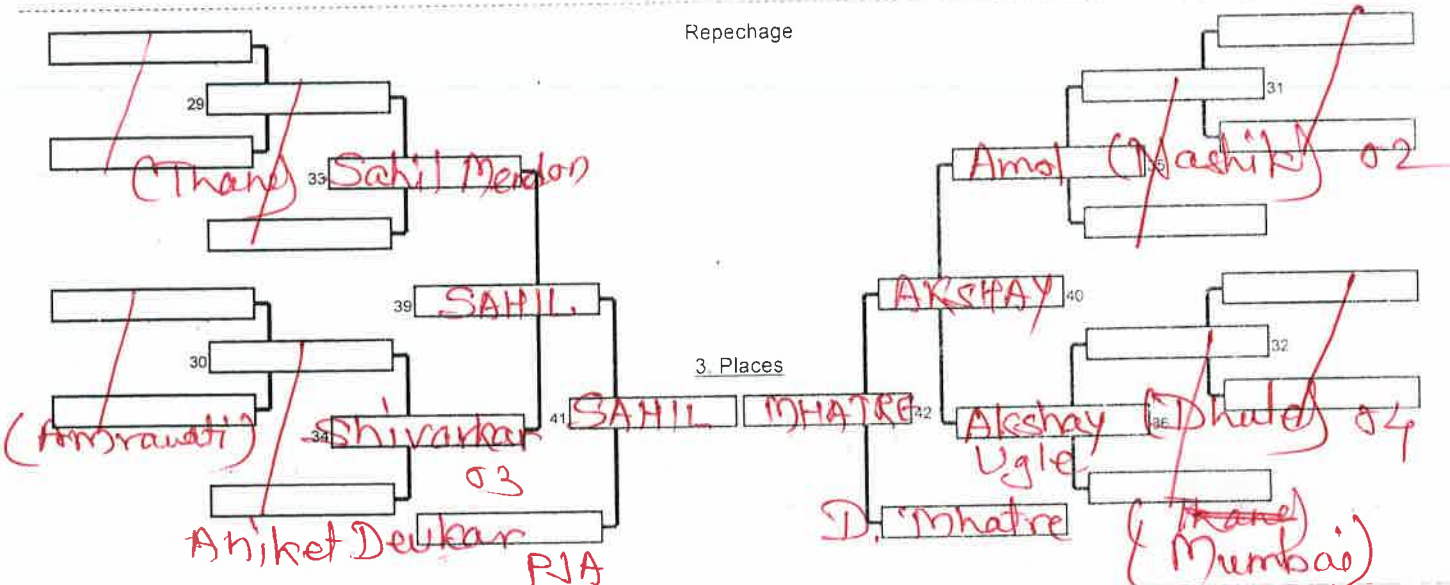 Repechage
29
31
(Thane) 33 Sahil Mendon
Amol (Nashik) 02
39 SAHIL
AKSHAY 40
30
32
3. Places
41 SAHIL
MHATRE 42
(Amravati) 34 Shivarkar
03
Akshay 36 (Dhule) 04
Ugle
Aniket Devkar
PJA
D. Mhatre
(Thane)
(Mumbai)